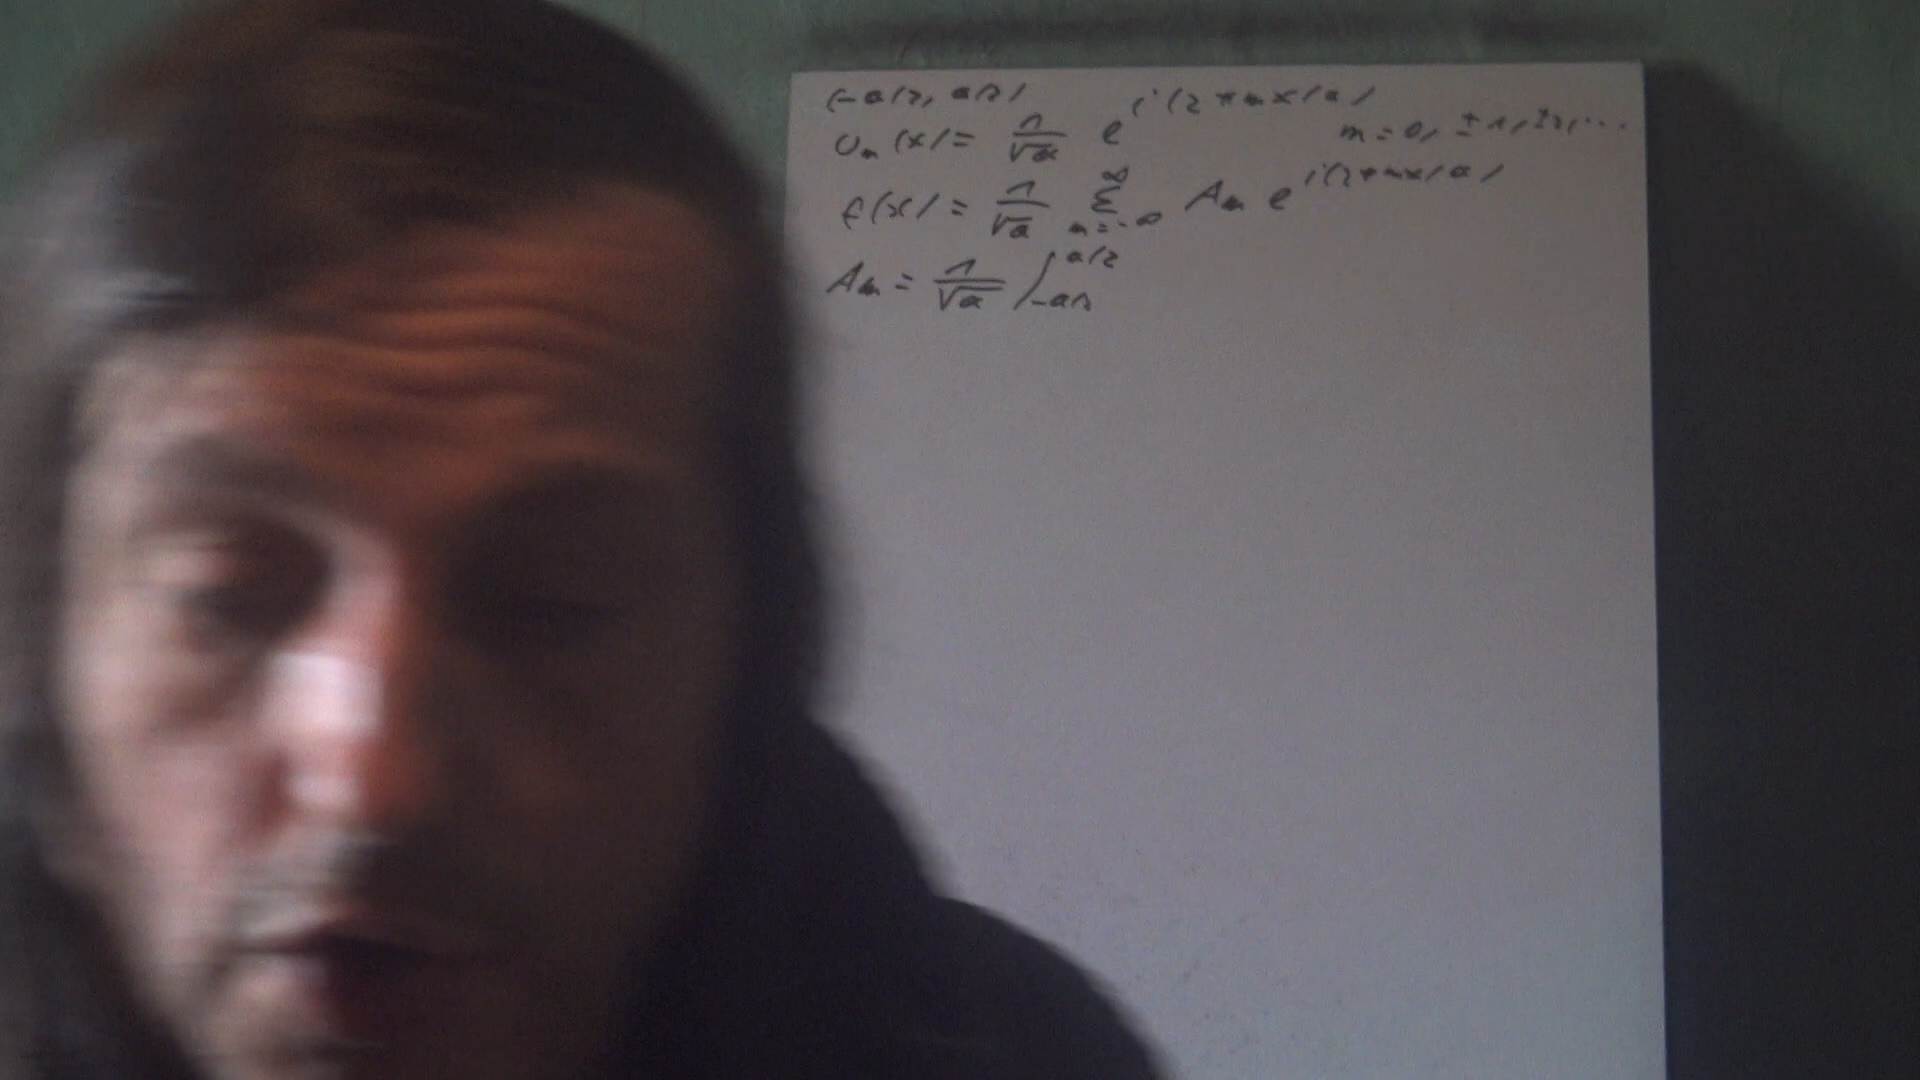 (-a/2, a/2)
U_m(x) = 1/√a e^{i(2πmx/a)} m = 0, ±1, ±2, ...
f(x) = 1/√a Σ_{m=-∞}^{∞} A_m e^{i(2πmx/a)}
A_m = 1/√a ∫_{-a/2}^{a/2}